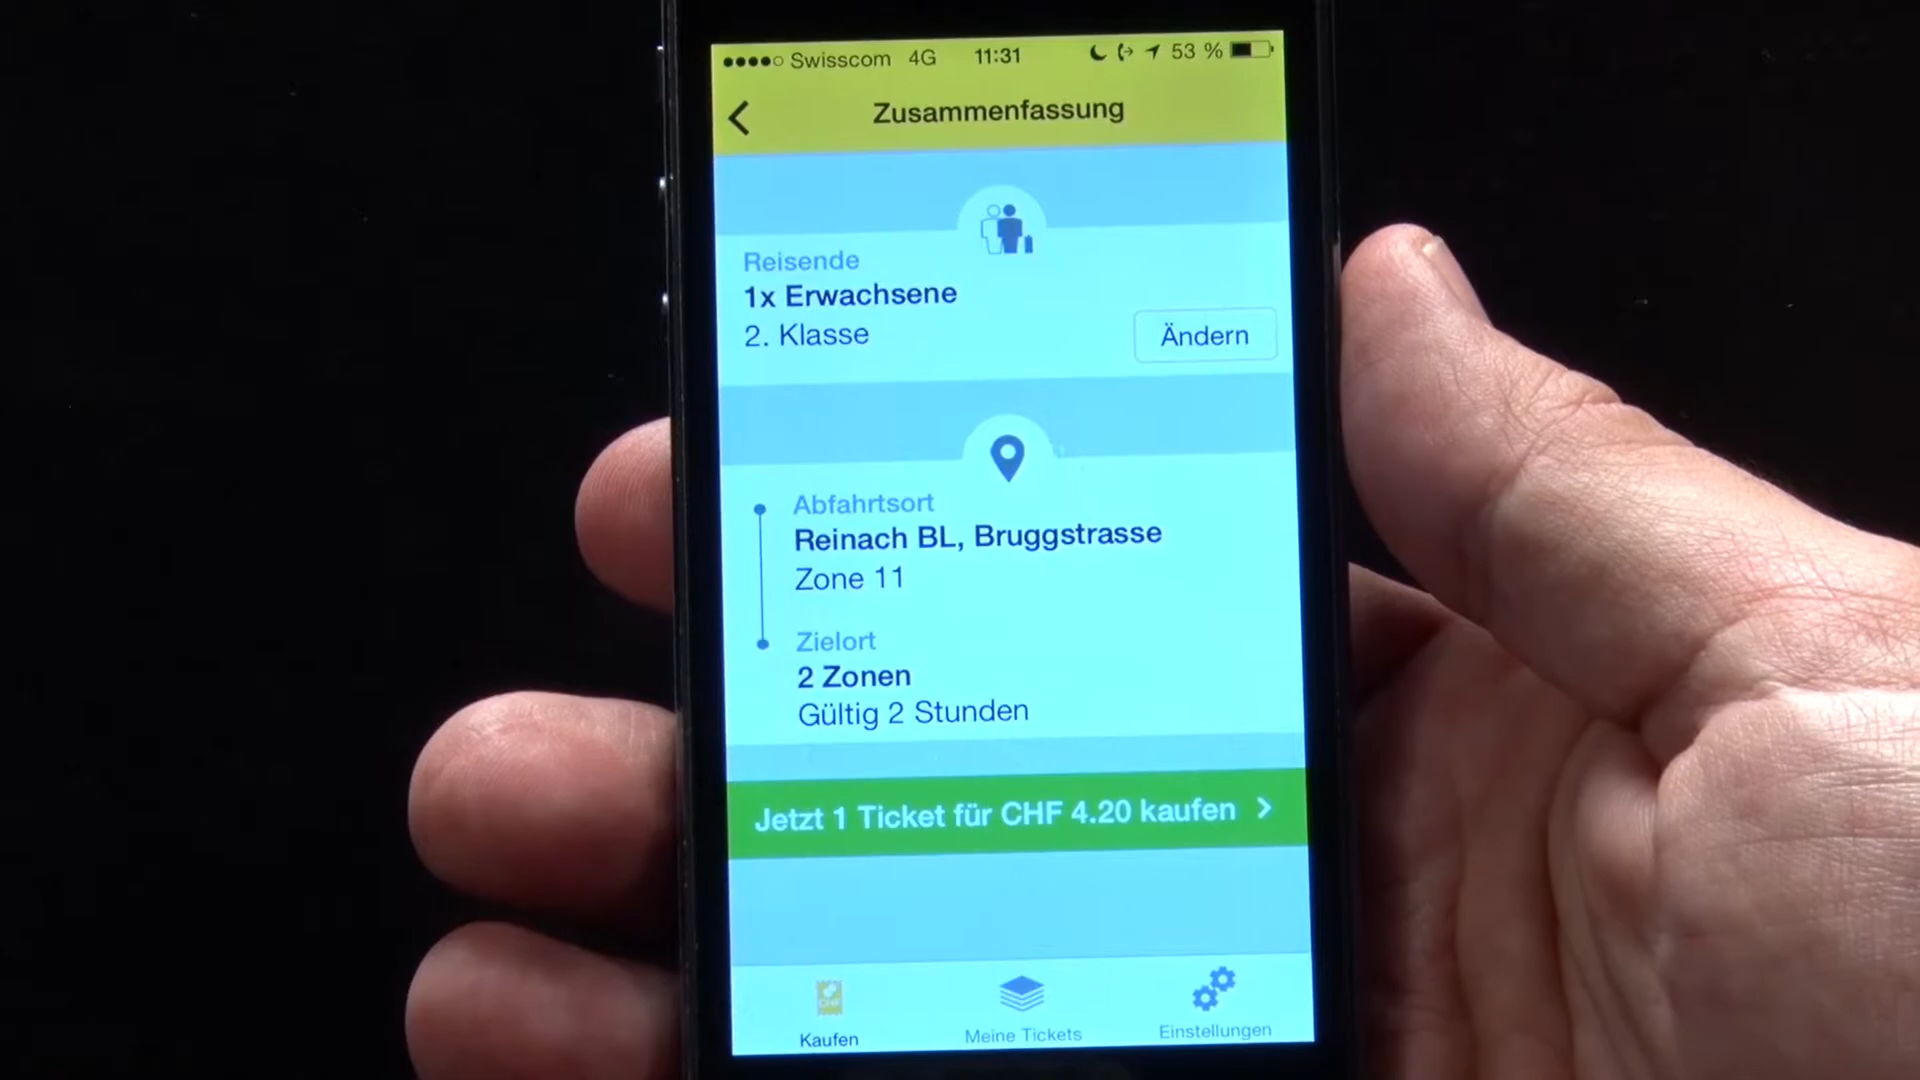 Swisscom 4G 11:31 53 %
Zusammenfassung
Reisende
1x Erwachsene
2. Klasse
Ändern
Abfahrtsort
Reinach BL, Bruggstrasse
Zone 11
Zielort
2 Zonen
Gültig 2 Stunden
Jetzt 1 Ticket für CHF 4.20 kaufen
CHF
Kaufen
Meine Tickets
Einstellungen